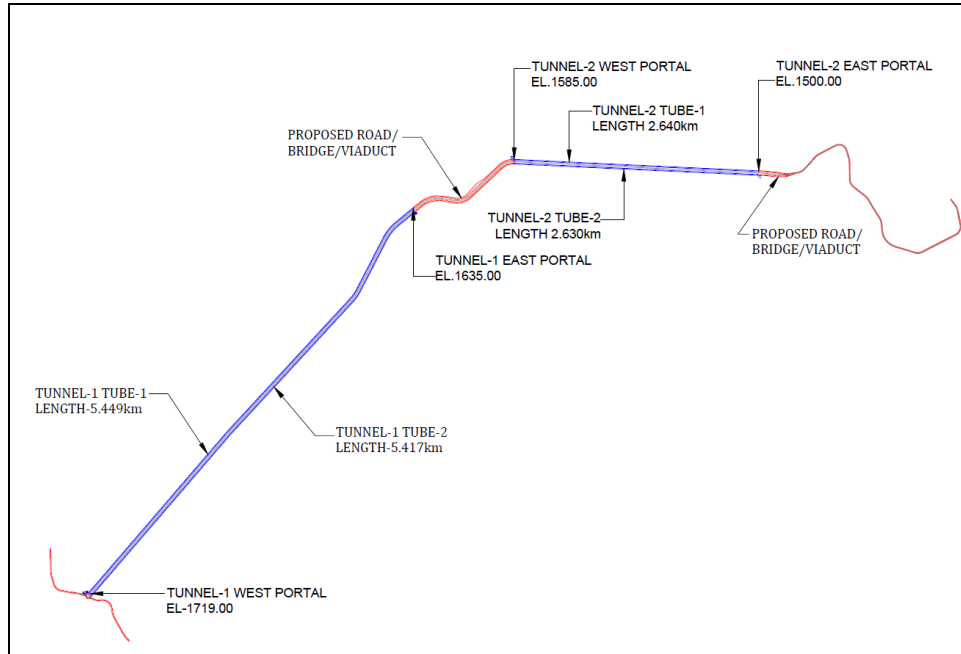 TUNNEL-2 WEST PORTAL
EL.1585.00
TUNNEL-2 EAST PORTAL
EL.1500.00
TUNNEL-2 TUBE-1
LENGTH 2.640km
PROPOSED ROAD/
BRIDGE/VIADUCT
TUNNEL-2 TUBE-2
LENGTH 2.630km
PROPOSED ROAD/
BRIDGE/VIADUCT
TUNNEL-1 EAST PORTAL
EL.1635.00
TUNNEL-1 TUBE-1
LENGTH-5.449km
TUNNEL-1 TUBE-2
LENGTH-5.417km
TUNNEL-1 WEST PORTAL
EL-1719.00